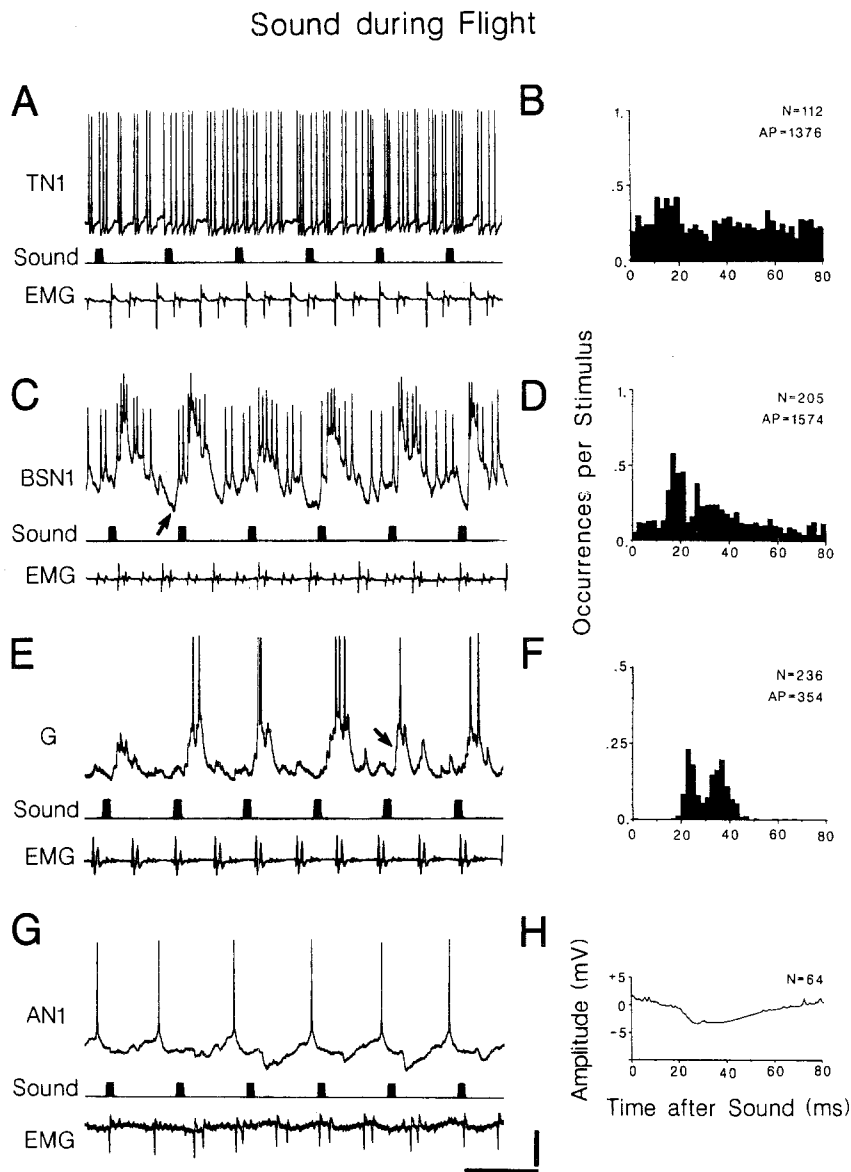 Sound during Flight
A
TN1
Sound
EMG
B
N=112
AP=1376
1.
.5
0.
0 20 40 60 80
C
BSN1
Sound
EMG
D
N=205
AP=1574
1.
.5
0.
0 20 40 60 80
Occurrences per Stimulus
E
G
Sound
EMG
F
N=236
AP=354
.5
.25
0.
0 20 40 60 80
G
AN1
Sound
EMG
H
N=64
Amplitude (mV)
+5
0
-5
0 20 40 60 80
Time after Sound (ms)